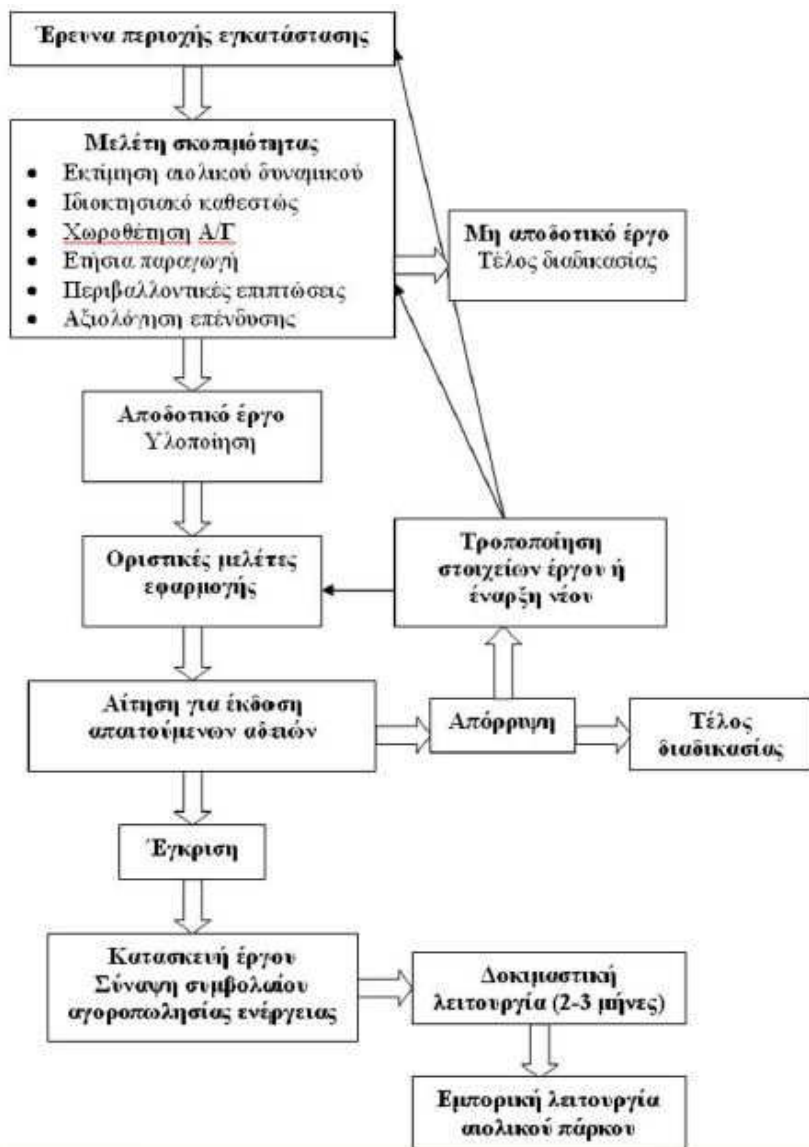 Έρευνα περιοχής εγκατάστασης
Μελέτη σκοπιμότητας
• Εκτίμηση αιολικού δυναμικού
• Ιδιοκτησιακό καθεστώς
• Χωροθέτηση Α/Γ
• Ετήσια παραγωγή
• Περιβαλλοντικές επιπτώσεις
• Αξιολόγηση επένδυσης
Μη αποδοτικό έργο
Τέλος διαδικασίας
Αποδοτικό έργο
Υλοποίηση
Οριστικές μελέτες
εφαρμογής
Τροποποίηση
στοιχείων έργου ή
έναρξη νέου
Αίτηση για έκδοση
απαιτούμενων αδειών
Απόρριψη
Τέλος
διαδικασίας
Έγκριση
Κατασκευή έργου
Σύναψη συμβολαίου
αγοροπωλησίας ενέργειας
Δοκιμαστική
λειτουργία (2-3 μήνες)
Εμπορική λειτουργία
αιολικού πάρκου